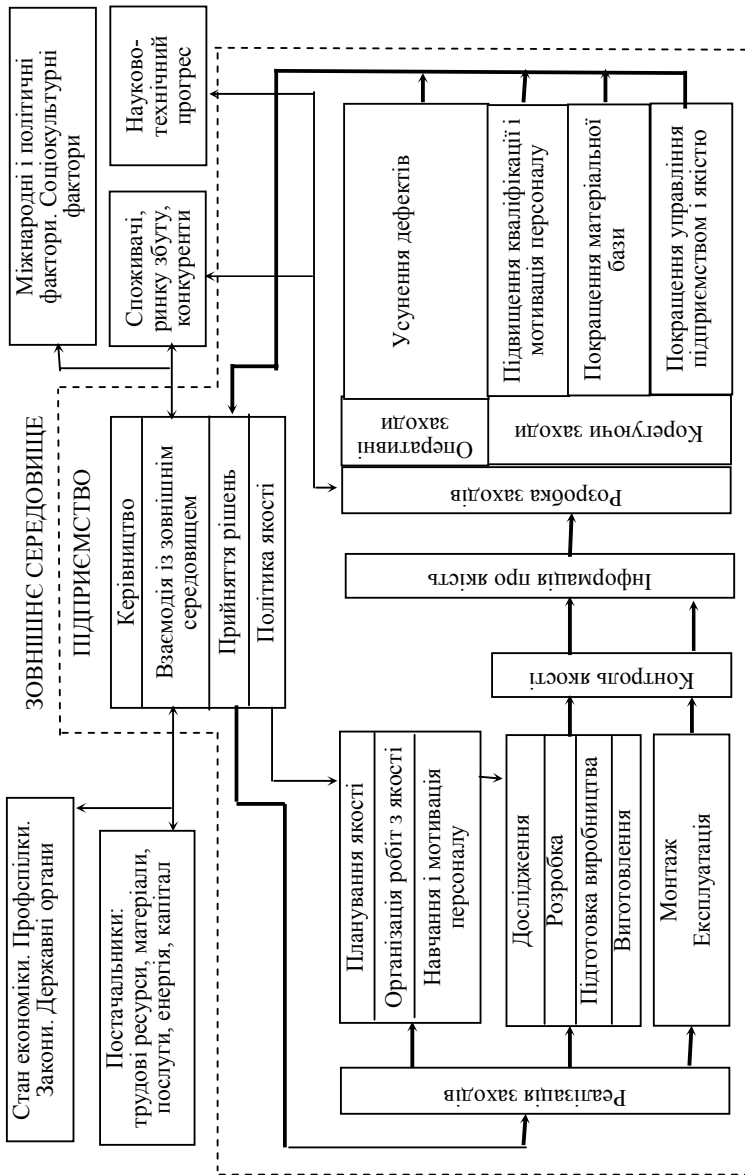 ЗОВНІШНЄ СЕРЕДОВИЩЕ
ПІДПРИЄМСТВО
Стан економіки. Профспілки.
Закони. Державні органи
Постачальники:
трудові ресурси, матеріали,
послуги, енергія, капітал
Керівництво
Взаємодія із зовнішнім
середовищем
Прийняття рішень
Політика якості
Міжнародні і політичні
фактори. Соціокультурні
фактори
Споживачі,
ринку збуту,
конкуренти
Науково-
технічний
прогрес
Реалізація заходів
Планування якості
Організація робіт з якості
Навчання і мотивація
персоналу
Дослідження
Розробка
Підготовка виробництва
Виготовлення
Монтаж
Експлуатація
Контроль якості
Інформація про якість
Розробка заходів
Оперативні
заходи
Корегуючи заходи
Усунення дефектів
Підвищення кваліфікації і
мотивація персоналу
Покращення матеріальної
бази
Покращення управління
підприємством і якістю